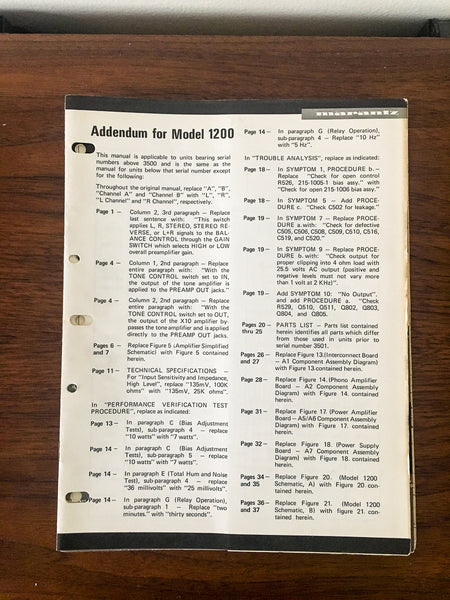 marantz
Addendum for Model 1200
This manual is applicable to units bearing serial
numbers above 3500 and is the same as the
manual for units below that serial number except
for the following:
Throughout the original manual, replace "A", "B",
"Channel A" and "Channel B" with "L", "R",
"L Channel" and "R Channel", respectively.
Page 1 — Column 2, 3rd paragraph — Replace
last sentence with: "This switch
applies L, R, STEREO, STEREO RE-
VERSE, or L+R signals to the BAL-
ANCE CONTROL through the GAIN
SWITCH which selects HIGH or LOW
overall preamplifier gain.
Page 4 — Column 1, 2nd paragraph — Replace
entire paragraph with: "With the
TONE CONTROL switch set to IN,
the output of the tone amplifier is
applied to the PREAMP OUT jacks."
Page 4 — Column 2, 2nd paragraph — Replace
entire paragraph with: "With the
TONE CONTROL switch set to OUT,
the output of the X10 amplifier by-
passes the tone amplifier and is applied
directly to the PREAMP OUT jacks."
Pages 6 — Replace Figure 5 (Amplifier Simplified
and 7 Schematic) with Figure 5 contained
herein.
Page 11 — TECHNICAL SPECIFICATIONS —
For "Input Sensitivity and Impedance,
High Level", replace "135mV, 100K
ohms" with "135mV, 25K ohms".
In "PERFORMANCE VERIFICATION TEST
PROCEDURE", replace as indicated:
Page 13 — In paragraph C (Bias Adjustment
Tests), sub-paragraph 4 — replace
"10 watts" with "7 watts."
Page 14 — In paragraph C (Bias Adjustment
Tests), sub-paragraph 5 — replace
"10 watts" with "7 watts."
Page 14 — In paragraph E (Total Hum and Noise
Test), sub-paragraph 4 — replace
"36 millivolts" with "25 millivolts".
Page 14 — In paragraph G (Relay Operation),
sub-paragraph 1 — Replace "two
minutes." with "thirty seconds".
Page 14 — In paragraph G (Relay Operation),
sub-paragraph 4 — Replace "10 Hz"
with "5 Hz".
In "TROUBLE ANALYSIS", replace as indicated:
Page 18 — In SYMPTOM 1, PROCEDURE b. —
Replace "Check for open control
R526, 215-1005-1 bias assy." with
"Check for open 215-1006 bias assy."
Page 18 — In SYMPTOM 5 — Add PROCE-
DURE c. "Check C502 for leakage."
Page 19 — In SYMPTOM 7 — Replace PROCE-
DURE a. with: "Check for defective
C505, C506, C508, C509, C510, C516,
C519, and C520."
Page 19 — In SYMPTOM 9 — Replace PROCE-
DURE b. with: "Check output for
proper clipping into 4 ohm load with
25.5 volts AC output (positive and
negative levels must not vary more
than 1 volt at 2 KHz)".
Page 19 — Add SYMPTOM 10: "No Output",
and add PROCEDURE a. "Check
R529, Q510, Q511, Q802, Q803,
Q804, and Q805.
Pages 20 — PARTS LIST — Parts list contained
thru 25 herein identifies all parts which differ
from those used in units prior to
serial number 3501.
Pages 26 — Replace Figure 13.(Interconnect Board
and 27 — A1 Component Assembly Diagram)
with Figure 13.contained herein.
Page 28 — Replace Figure 14.(Phono Amplifier
Board — A2 Component Assembly
Diagram) with Figure 14. contained
herein.
Page 31 — Replace Figure 17. (Power Amplifier
Board — A5/A6 Component Assembly
Diagram) with Figure 17. contained
herein.
Page 32 — Replace Figure 18. (Power Supply
Board — A7 Component Assembly
Diagram) with Figure 18. contained
herein.
Pages 34 — Replace Figure 20. (Model 1200
and 35 Schematic, A) with Figure 20. contained
herein.
Pages 36 — Replace Figure 21. (Model 1200
and 37 Schematic, B) with figure 21. con-
tained herein.